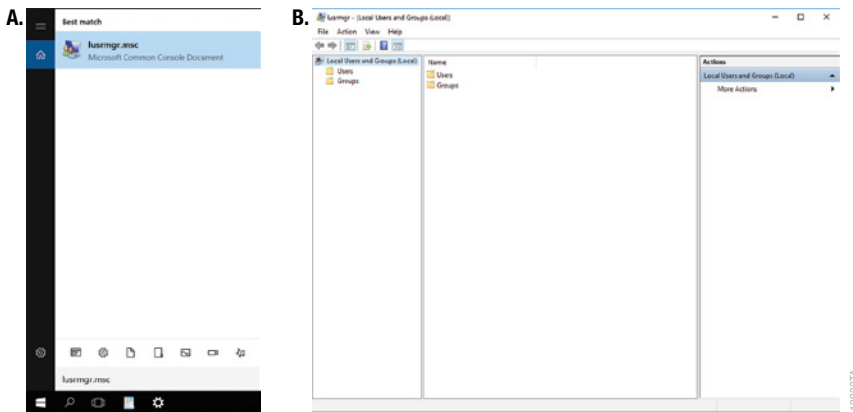 A.
Best match
lusrmgr.msc
Microsoft Common Console Document
lusrmgr.msc
B.
lusrmgr - [Local Users and Groups (Local)]
File Action View Help
Local Users and Groups (Local)
Users
Groups
Name
Users
Groups
Actions
Local Users and Groups (Local)
More Actions